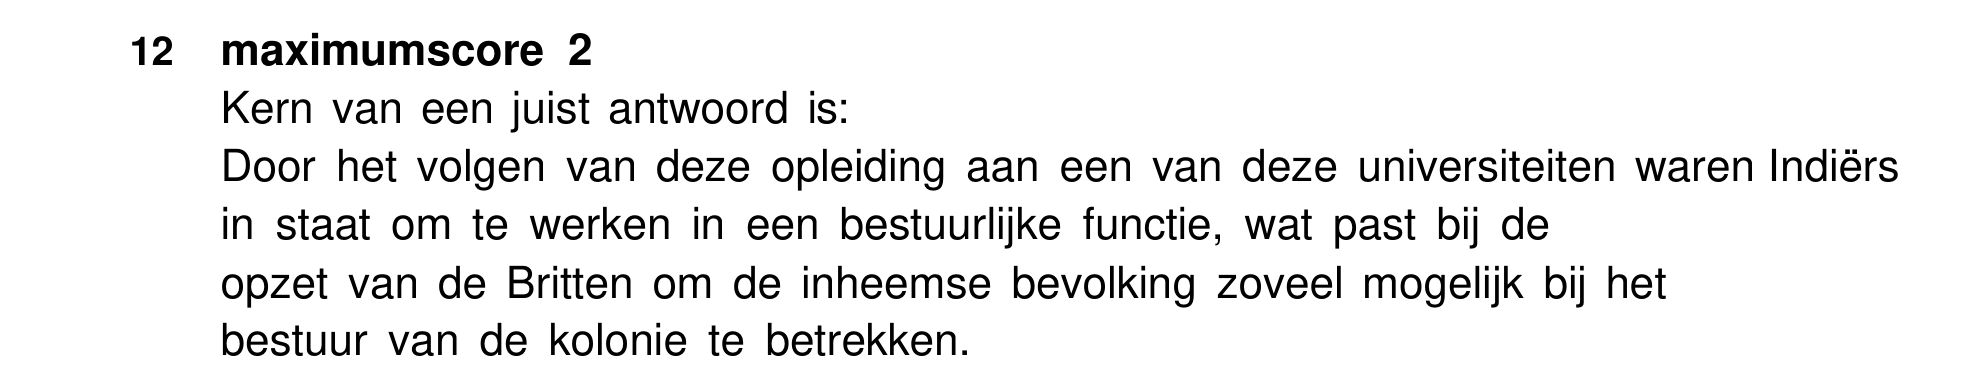 12 maximumscore 2
Kern van een juist antwoord is:
Door het volgen van deze opleiding aan een van deze universiteiten waren Indiërs
in staat om te werken in een bestuurlijke functie, wat past bij de
opzet van de Britten om de inheemse bevolking zoveel mogelijk bij het
bestuur van de kolonie te betrekken.